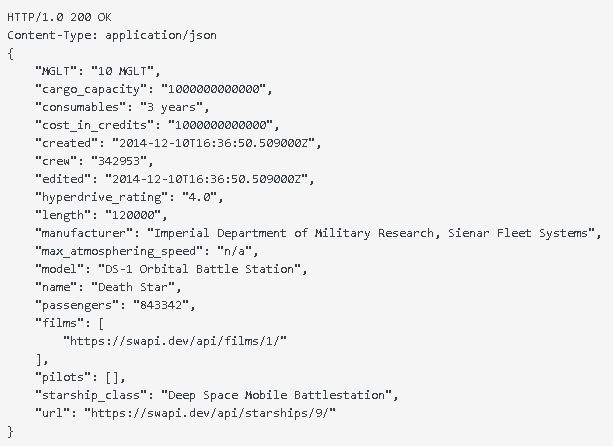 HTTP/1.0 200 OK
Content-Type: application/json
{
    "MGLT": "10 MGLT",
    "cargo_capacity": "1000000000000",
    "consumables": "3 years",
    "cost_in_credits": "1000000000000",
    "created": "2014-12-10T16:36:50.509000Z",
    "crew": "342953",
    "edited": "2014-12-10T16:36:50.509000Z",
    "hyperdrive_rating": "4.0",
    "length": "120000",
    "manufacturer": "Imperial Department of Military Research, Sienar Fleet Systems",
    "max_atmosphering_speed": "n/a",
    "model": "DS-1 Orbital Battle Station",
    "name": "Death Star",
    "passengers": "843342",
    "films": [
        "https://swapi.dev/api/films/1/"
    ],
    "pilots": [],
    "starship_class": "Deep Space Mobile Battlestation",
    "url": "https://swapi.dev/api/starships/9/"
}